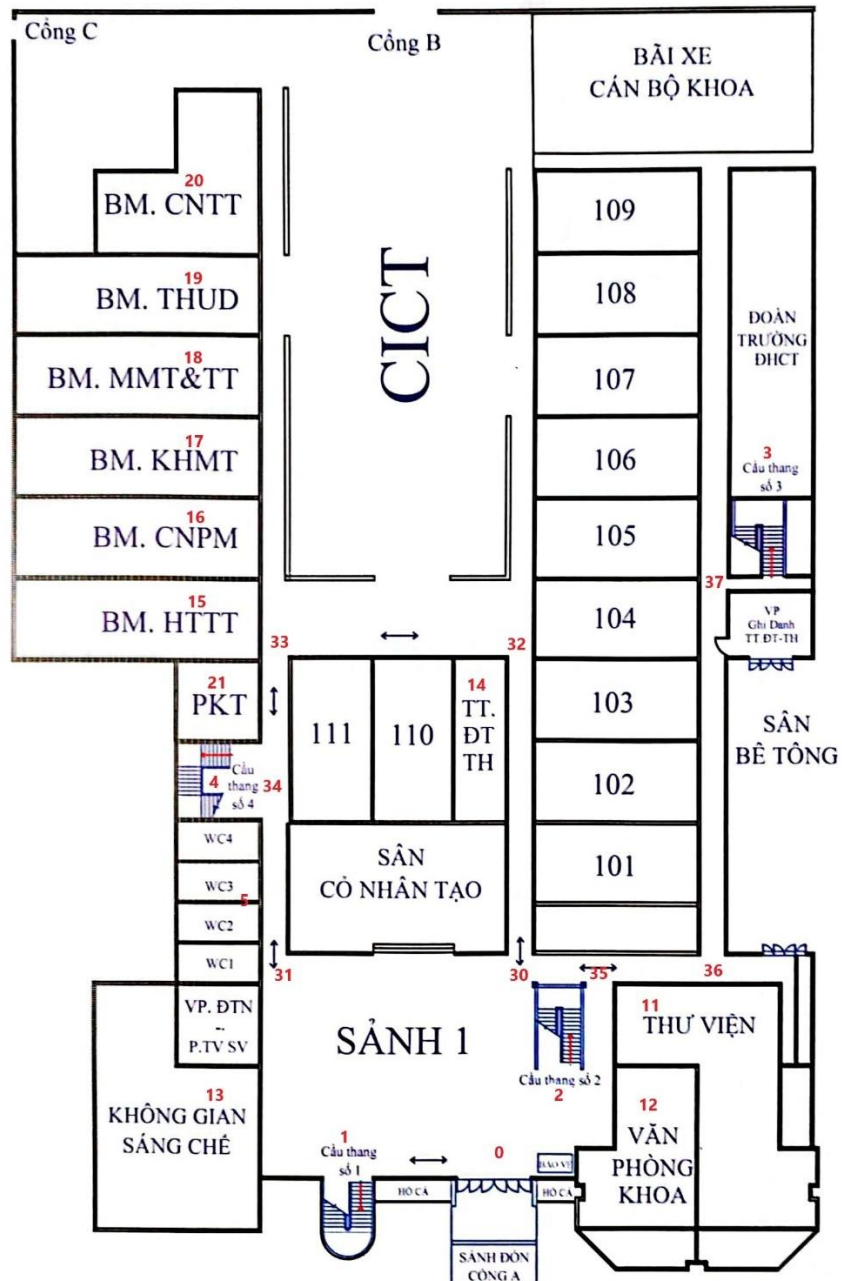 Cổng C
Cổng B
BÃI XE
CÁN BỘ KHOA
20
BM. CNTT
19
BM. THUD
18
BM. MMT&TT
17
BM. KHMT
16
BM. CNPM
15
BM. HTTT
CICT
109
108
107
106
105
104
103
102
101
ĐOÀN
TRƯỜNG
ĐHCT
3
Cầu thang
số 3
37
VP
Ghi Danh
TT ĐT-TH
SÂN
BÊ TÔNG
33
32
21
PKT
4
Cầu
thang
số 4
34
111
110
14
TT.
ĐT
TH
WC4
WC3
5
WC2
WC1
SÂN
CỎ NHÂN TẠO
31
30
35
36
VP. ĐTN
--
P.TV SV
SẢNH 1
Cầu thang số 2
2
11
THƯ VIỆN
13
KHÔNG GIAN
SÁNG CHẾ
12
VĂN
PHÒNG
KHOA
1
Cầu thang
số 1
0
BẢO VỆ
HỒ CÁ
HỒ CÁ
SẢNH ĐÓN
CỔNG A